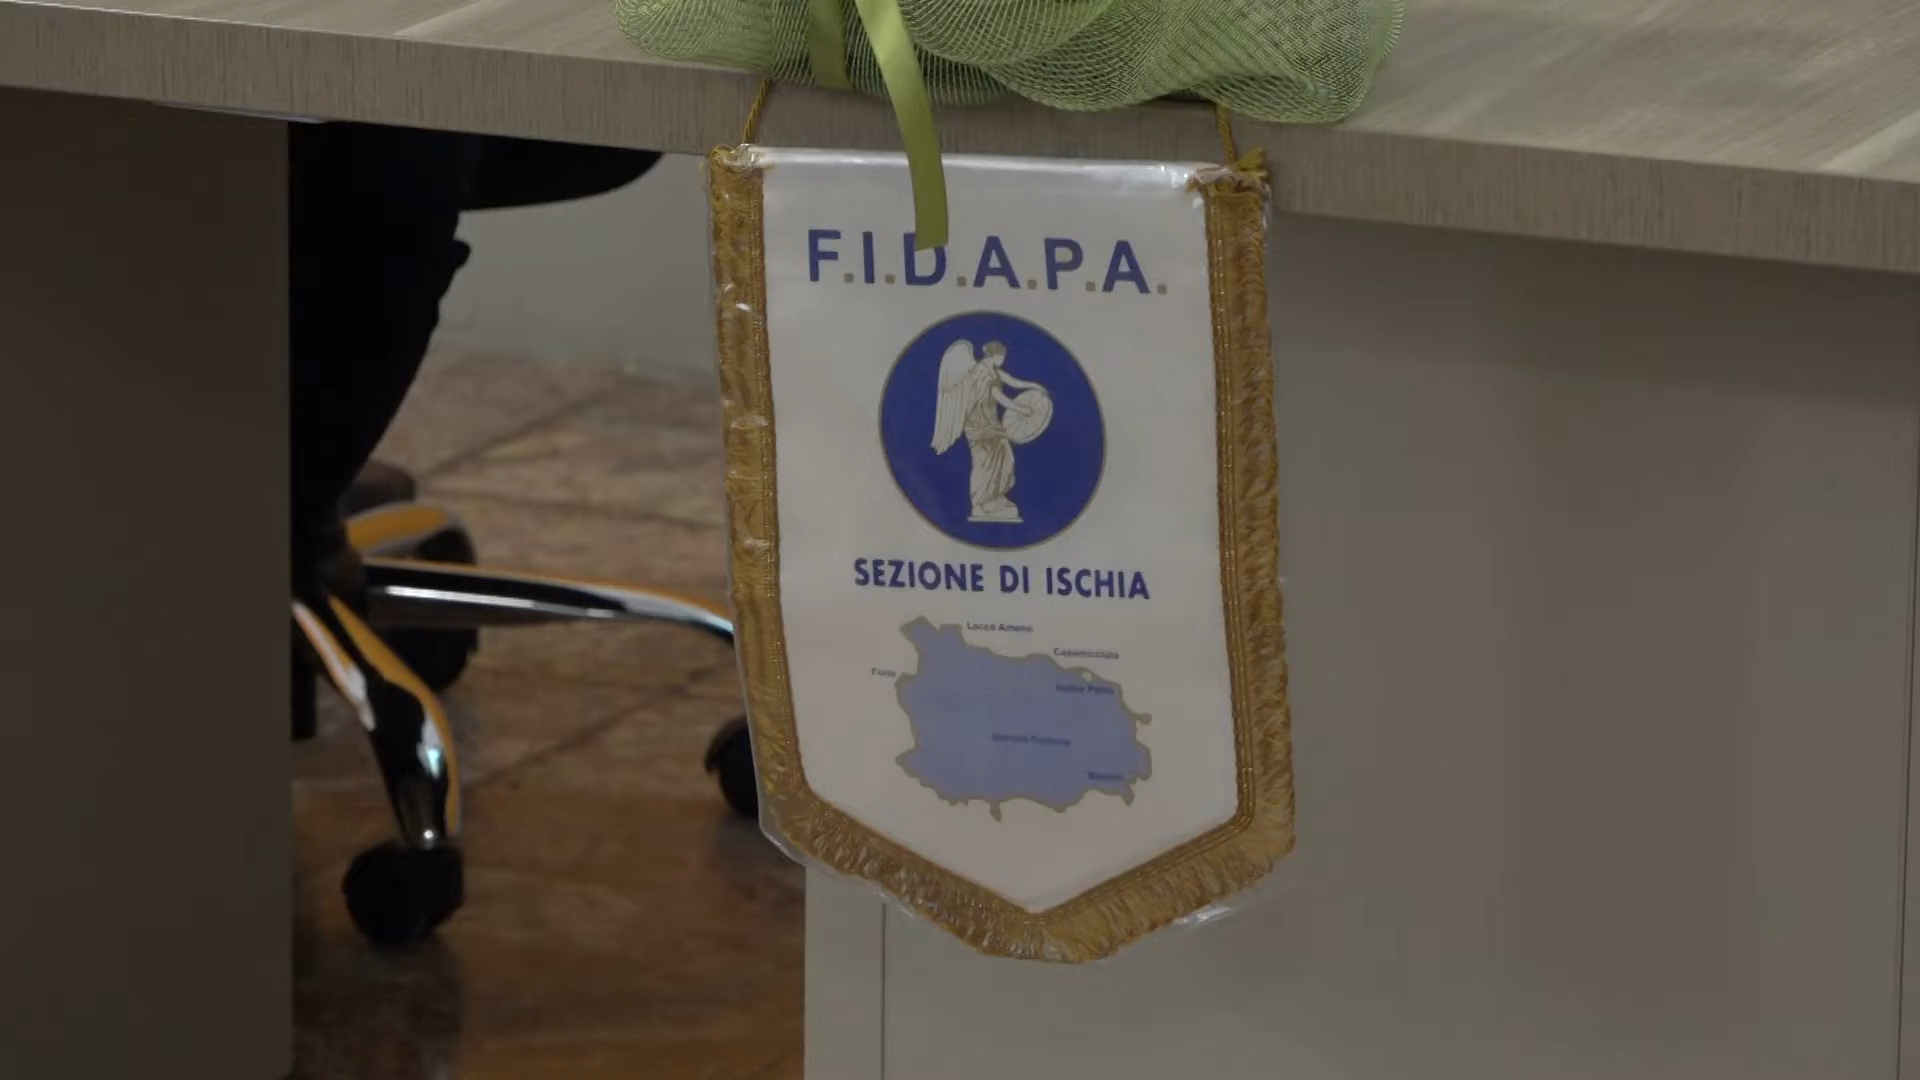 F.I.D.A.P.A.
SEZIONE DI ISCHIA
Lacco Ameno
Casamicciola
Forio
Ischia Porto
Barano